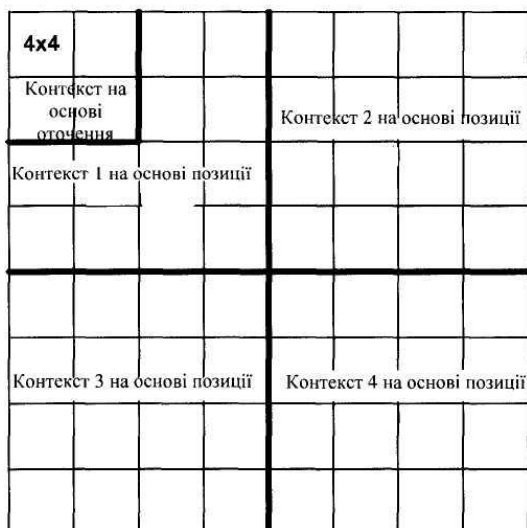 4x4
Контекст на
основі
оточення
Контекст 2 на основі позиції
Контекст 1 на основі позиції
Контекст 3 на основі позиції
Контекст 4 на основі позиції